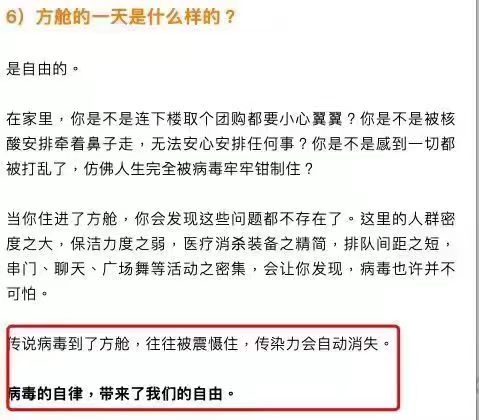 6）方舱的一天是什么样的？
是自由的。
在家里，你是不是连下楼取个团购都要小心翼翼？你是不是被核
酸安排牵着鼻子走，无法安心安排任何事？你是不是感到一切都
被打乱了，仿佛人生完全被病毒牢牢钳制住？
当你住进了方舱，你会发现这些问题都不存在了。这里的人群密
度之大，保洁力度之弱，医疗消杀装备之精简，排队间距之短，
串门、聊天、广场舞等活动之密集，会让你发现，病毒也许并不
可怕。
传说病毒到了方舱，往往被震慑住，传染力会自动消失。
病毒的自律，带来了我们的自由。